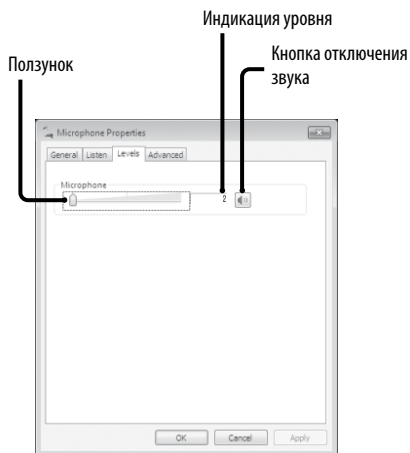 Индикация уровня
Кнопка отключения
звука
Ползунок
Microphone Properties
General Listen Levels Advanced
Microphone
2
OK Cancel Apply